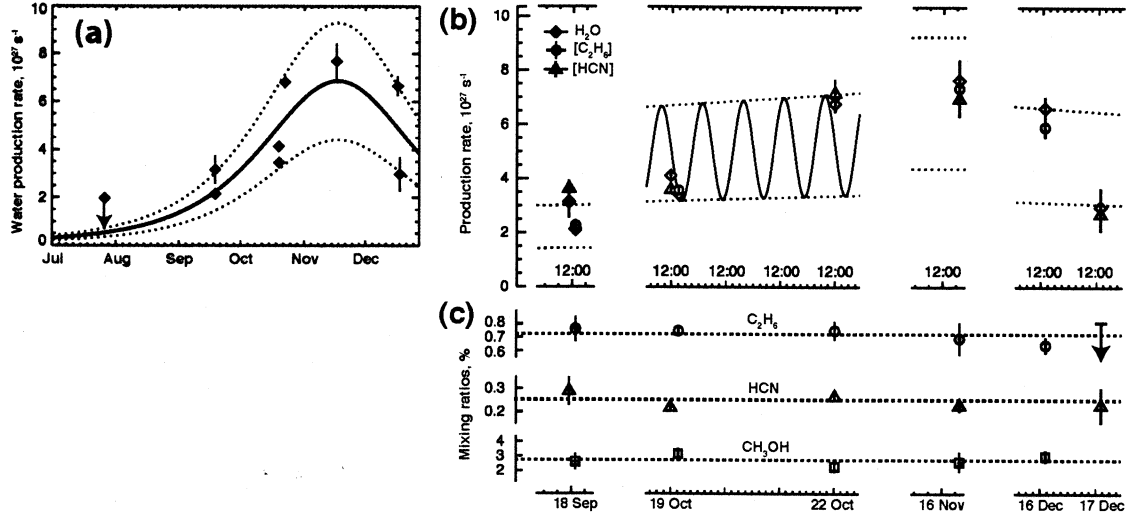 (a)
Water production rate, 10²⁷ s⁻¹
10
8
6
4
2
0
Jul Aug Sep Oct Nov Dec
(b)
Production rate, 10²⁷ s⁻¹
10
8
6
4
2
0
H₂O
[C₂H₆]
[HCN]
12:00 12:00 12:00 12:00 12:00 12:00 12:00 12:00
(c)
Mixing ratios, %
C₂H₆
0.8
0.7
0.6
HCN
0.3
0.2
CH₃OH
4
3
2
18 Sep 19 Oct 22 Oct 16 Nov 16 Dec 17 Dec